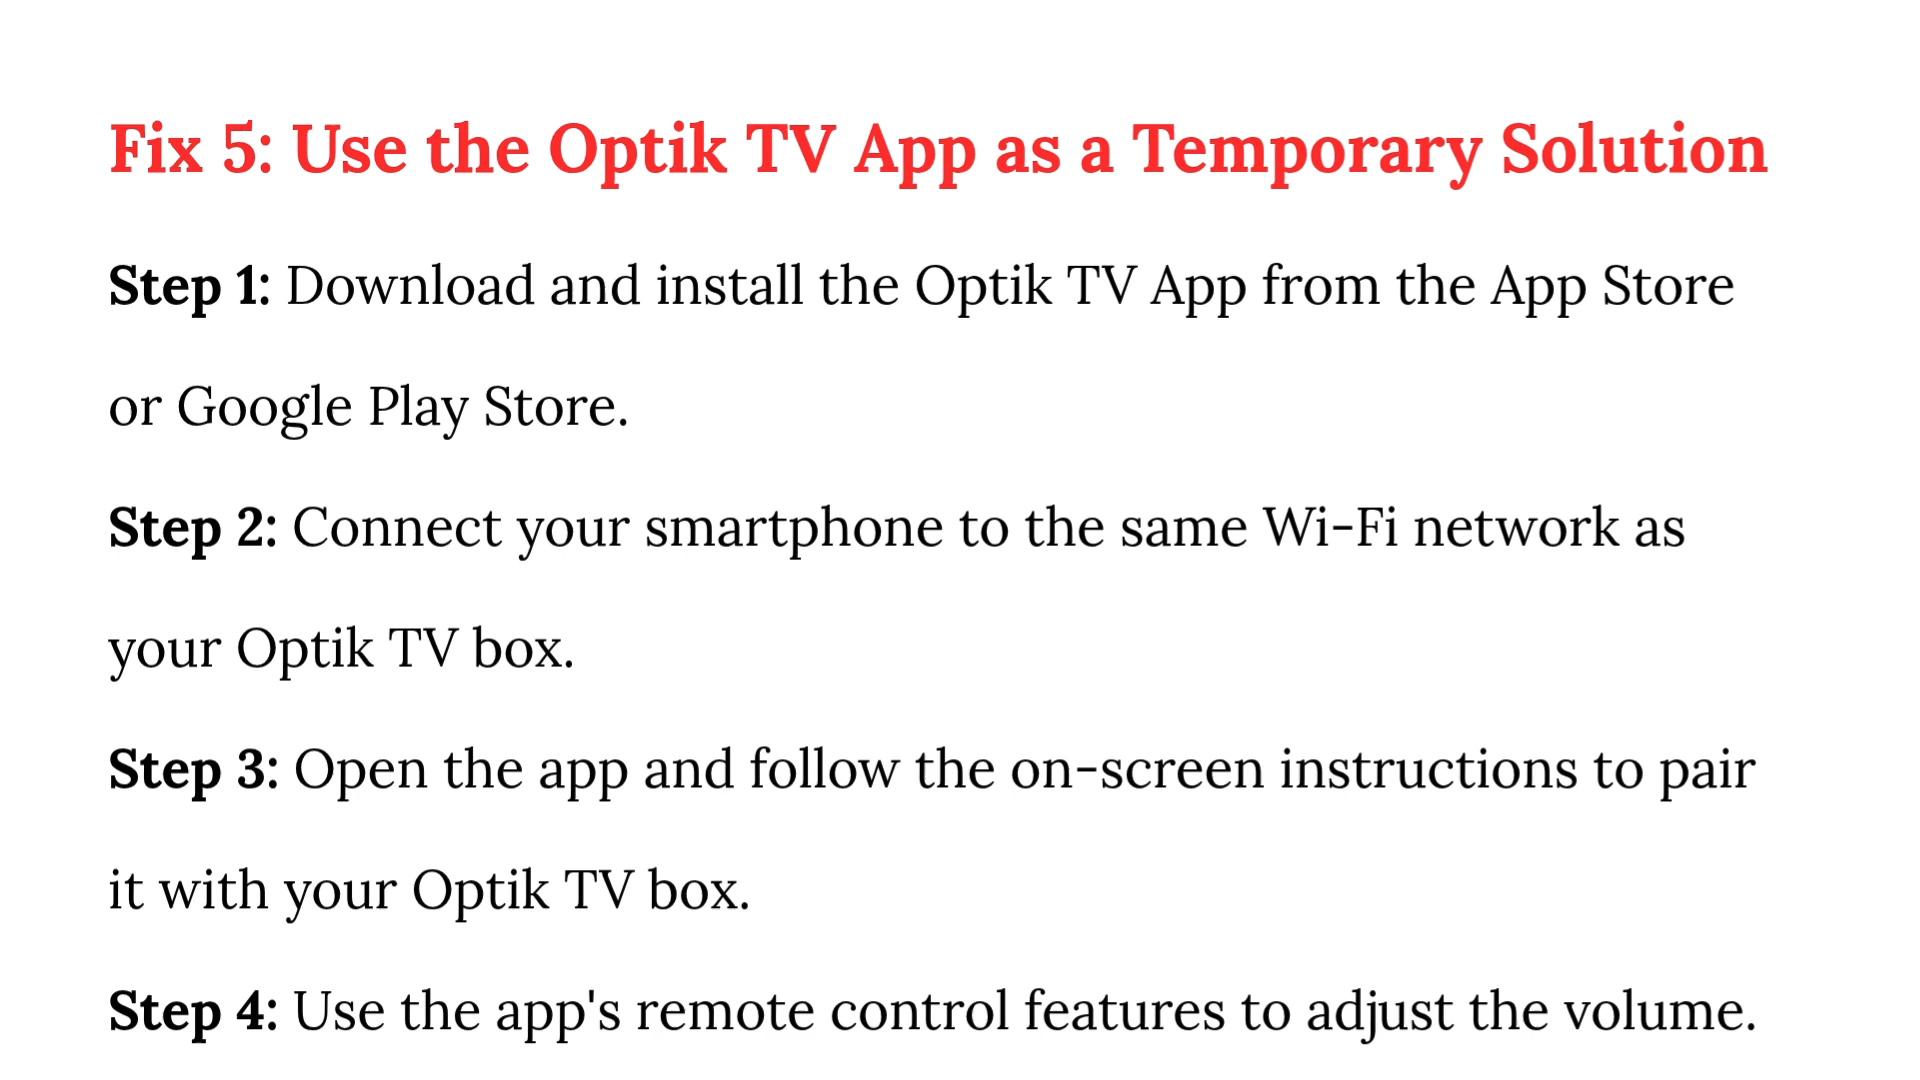 Fix 5: Use the Optik TV App as a Temporary Solution
Step 1: Download and install the Optik TV App from the App Store
or Google Play Store.
Step 2: Connect your smartphone to the same Wi-Fi network as
your Optik TV box.
Step 3: Open the app and follow the on-screen instructions to pair
it with your Optik TV box.
Step 4: Use the app's remote control features to adjust the volume.